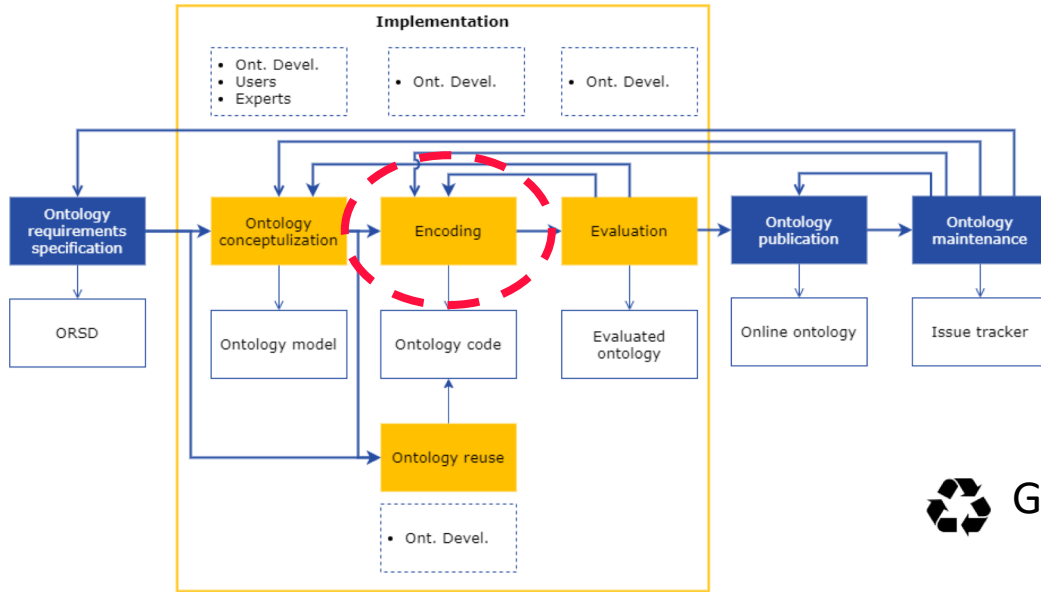 Implementation
• Ont. Devel.
• Users
• Experts
• Ont. Devel.
• Ont. Devel.
Ontology
requirements
specification
Ontology
conceptulization
Encoding
Evaluation
Ontology
publication
Ontology
maintenance
ORSD
Ontology model
Ontology code
Evaluated
ontology
Online ontology
Issue tracker
Ontology reuse
• Ont. Devel.
G